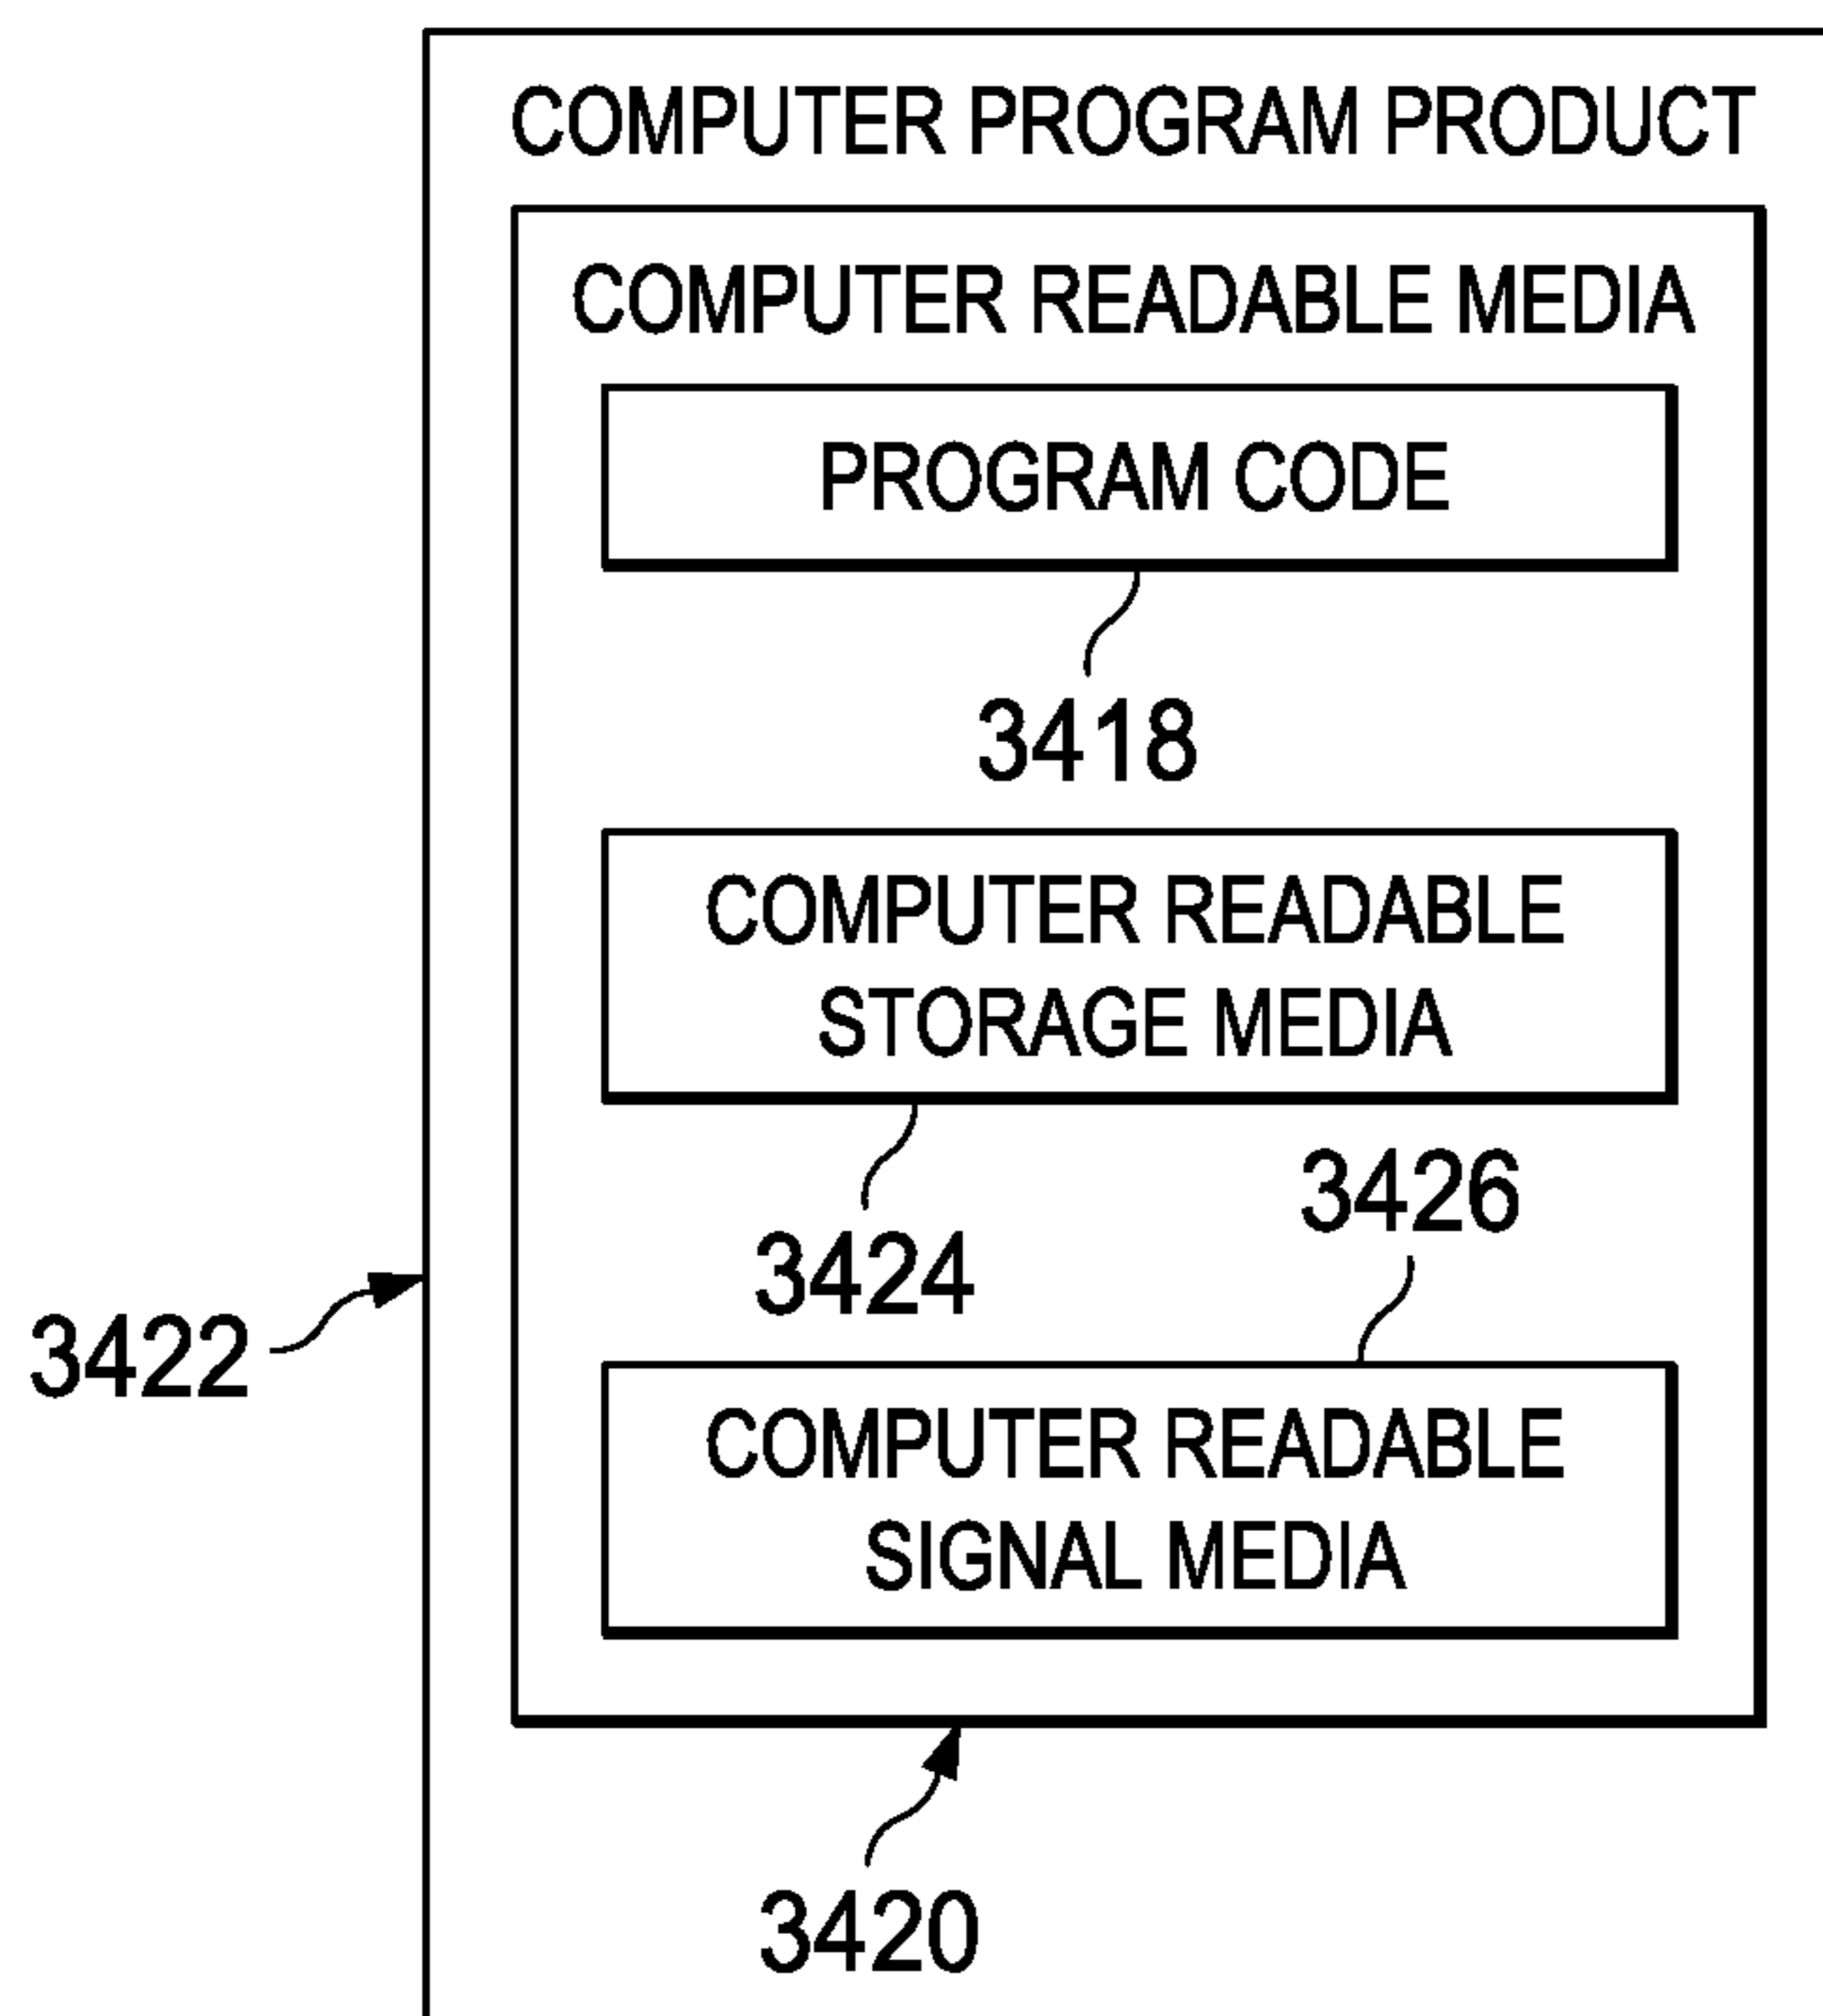 COMPUTER PROGRAM PRODUCT
COMPUTER READABLE MEDIA
PROGRAM CODE
3418
COMPUTER READABLE
STORAGE MEDIA
3424
3426
3422
COMPUTER READABLE
SIGNAL MEDIA
3420